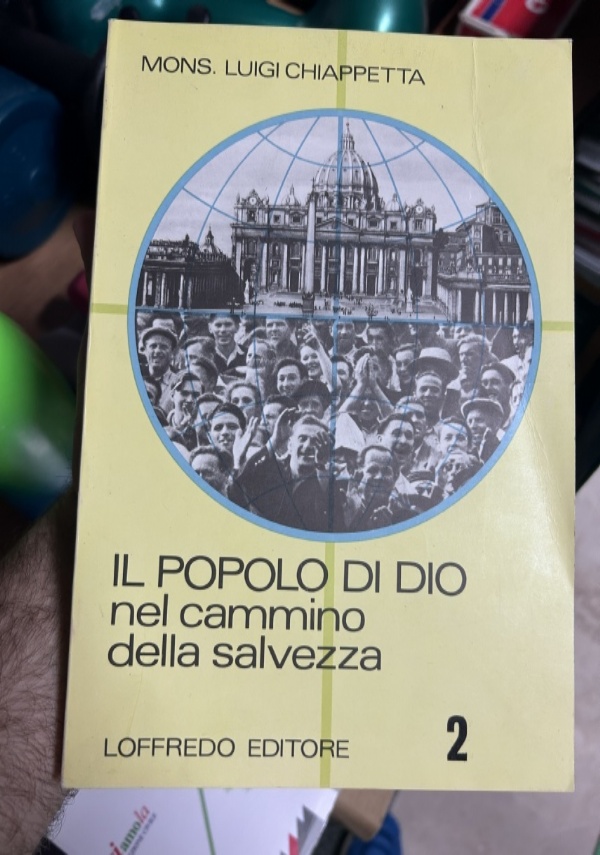 MONS. LUIGI CHIAPPETTA
IL POPOLO DI DIO
nel cammino
della salvezza
LOFFREDO EDITORE
2